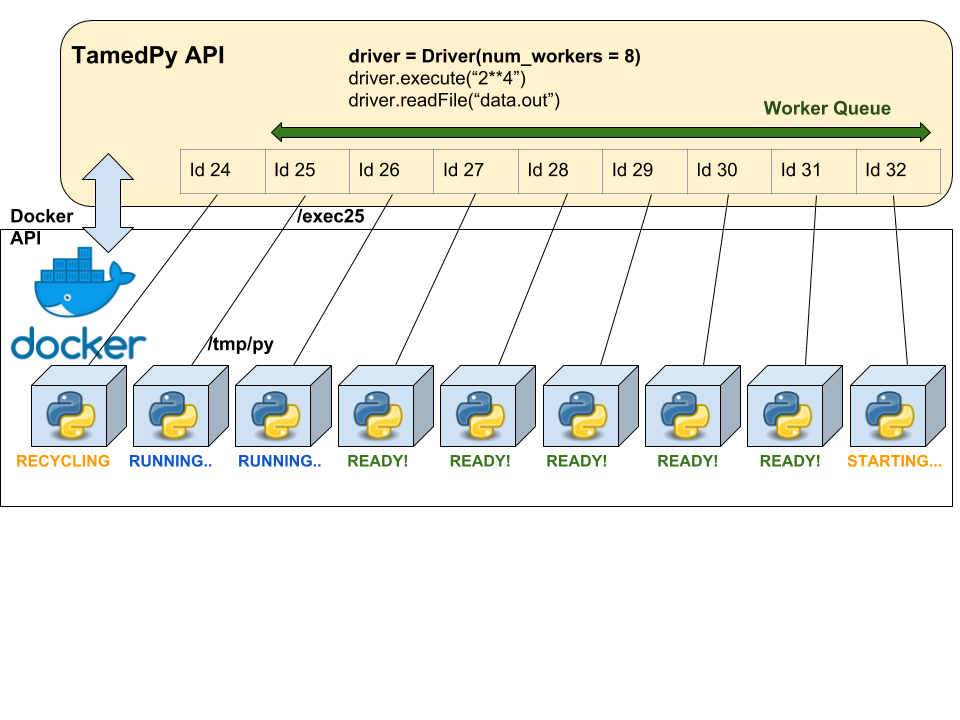 TamedPy API
driver = Driver(num_workers = 8)
driver.execute(“2**4”)
driver.readFile(“data.out”)
Worker Queue
Id 24 Id 25 Id 26 Id 27 Id 28 Id 29 Id 30 Id 31 Id 32
Docker
API
/exec25
docker
/tmp/py
RECYCLING RUNNING.. RUNNING.. READY! READY! READY! READY! READY! STARTING...